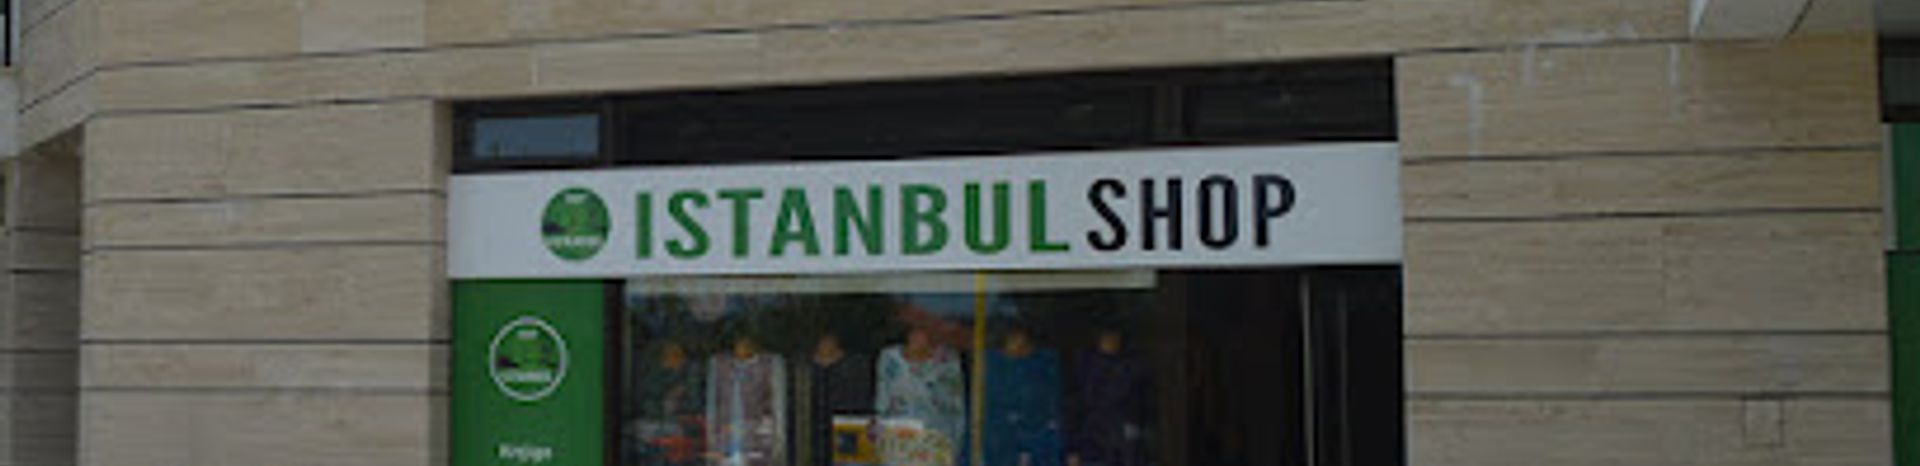 ISTANBUL SHOP
Knjige